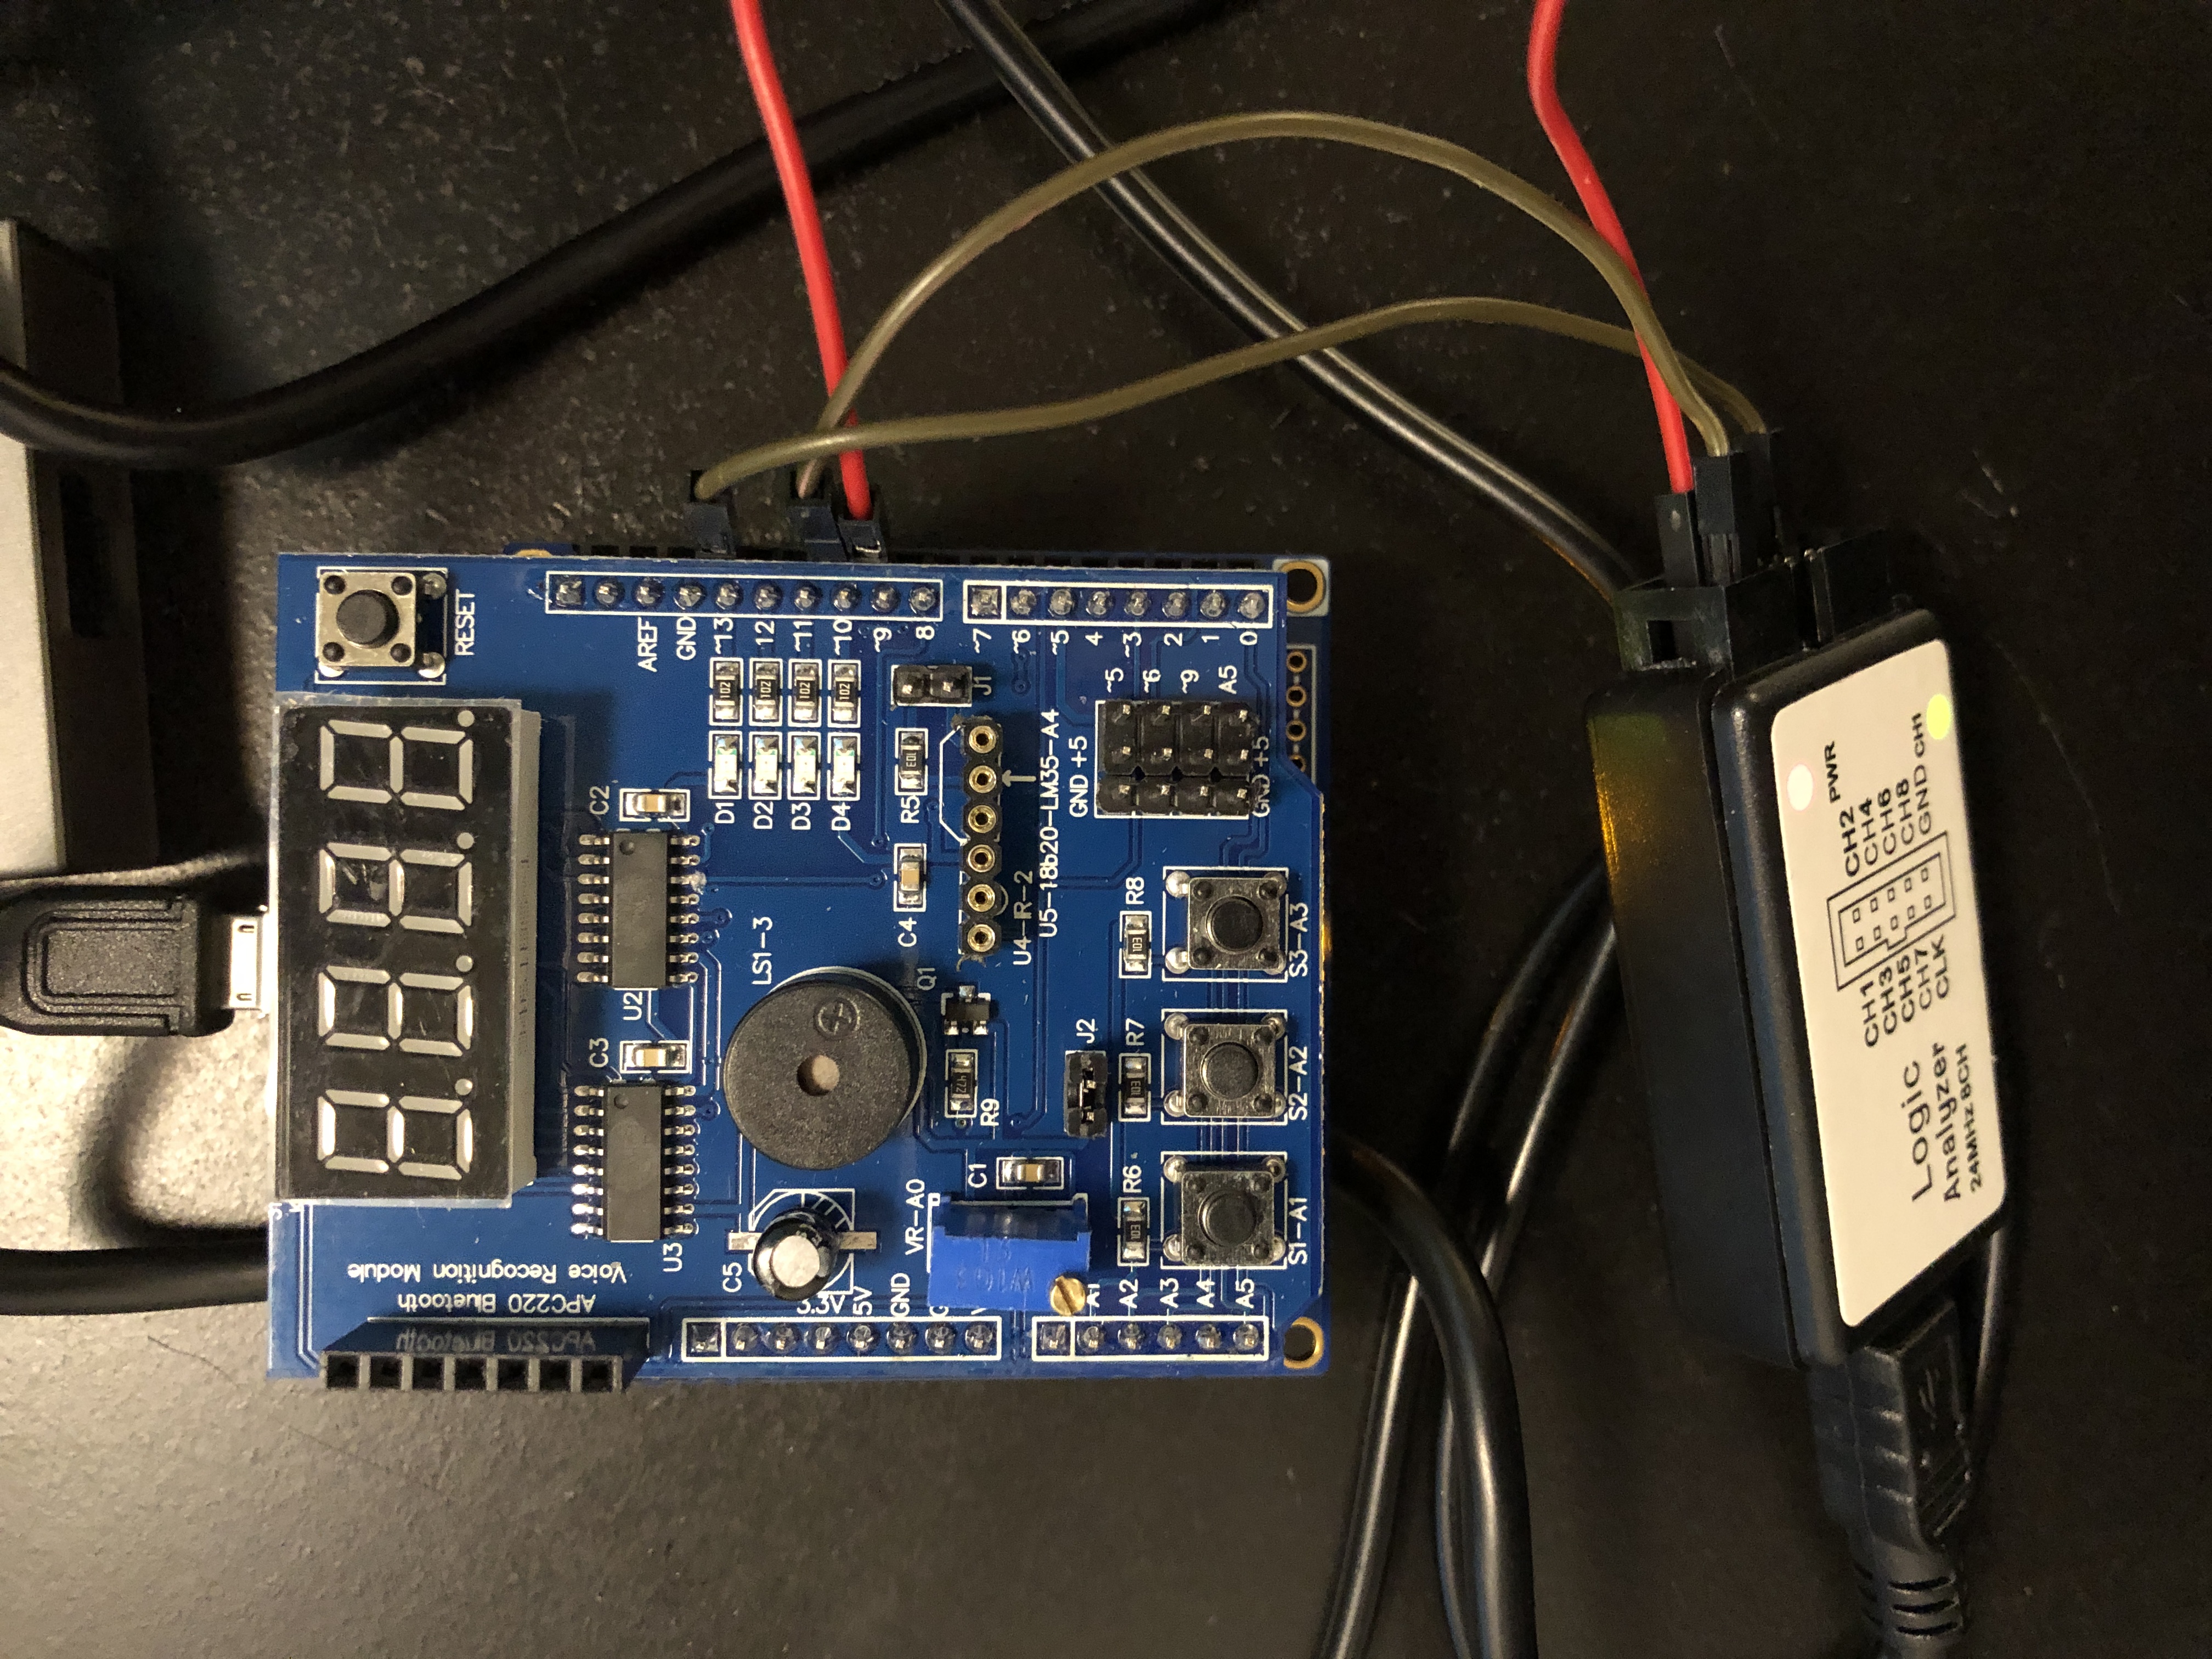 APC220 Bluetooth
Voice Recognition Module
RESET
C3
C2
U2
U3
AREF
GND
~13
12
~11
~10
~9
8
D1
D2
D3
D4
102
102
102
102
C5
LS1-3
3.3V
5V
GND
VR-A0
C4
R5
103
Q1
J1
472
R9
C1
U4-IR-2
U5-18b20-LM35-A4
GND +5
~7
~6
~5
4
~3
2
1
0
J2
A1
A2
A3
A4
A5
103
R6
103
R7
103
R8
~5
~6
~9
A5
GND +5
S1-A1
S2-A2
S3-A3
Logic
Analyzer
24MHz 8CH
CH1
CH3
CH5
CH7
CLK
CH2
CH4
CH6
CH8
GND
PWR
CH1